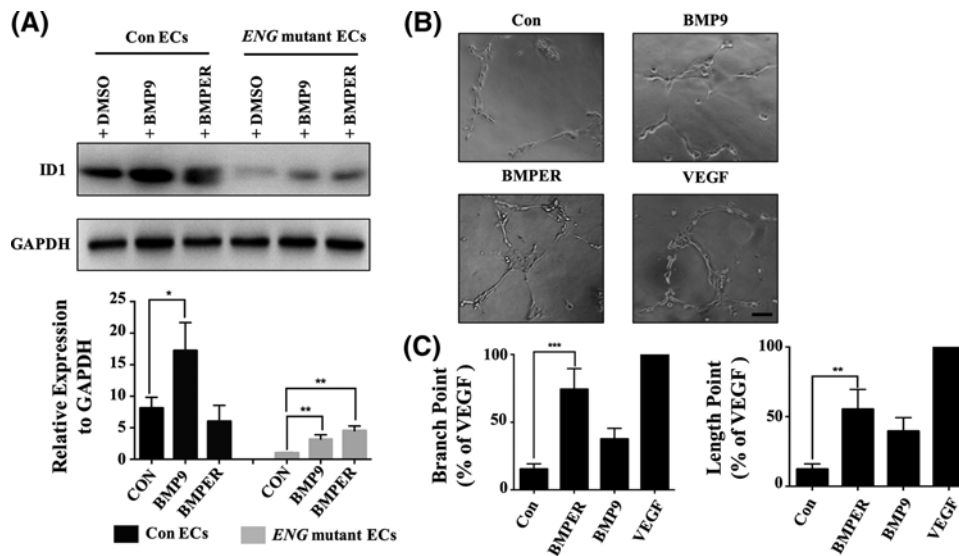 (A)
Con ECs
ENG mutant ECs
+ DMSO
+ BMP9
+ BMPER
+ DMSO
+ BMP9
+ BMPER
ID1
GAPDH
Relative Expression
to GAPDH
25
20
15
10
5
0
*
**
**
CON
BMP9
BMPER
CON
BMP9
BMPER
Con ECs
ENG mutant ECs
(B)
Con
BMP9
BMPER
VEGF
(C)
Branch Point
(% of VEGF )
100
50
0
***
Con
BMPER
BMP9
VEGF
Length Point
(% of VEGF )
100
50
0
**
Con
BMPER
BMP9
VEGF